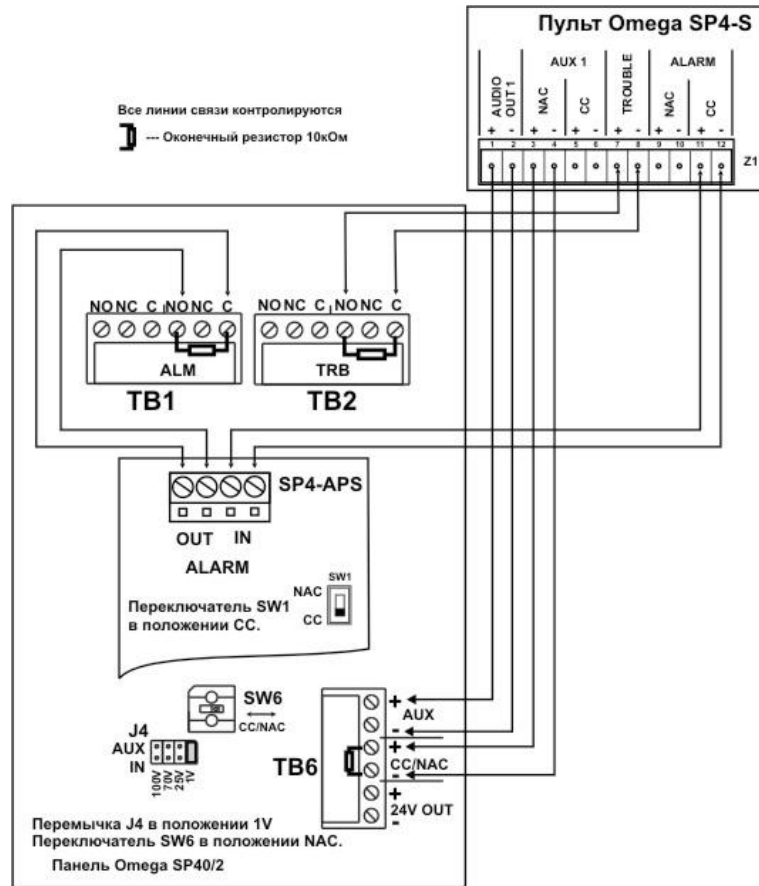 Пульт Omega SP4-S
AUX 1
ALARM
AUDIO OUT 1
NAC
CC
TROUBLE
NAC
CC
+ - + - + - + - + - + -
1 2 3 4 5 6 7 8 9 10 11 12
Z1
Все линии связи контролируются
--- Оконечный резистор 10кОм
NO NC C NO NC C
NO NC C NO NC C
ALM
TRB
TB1
TB2
SP4-APS
OUT IN
ALARM
SW1
NAC
CC
Переключатель SW1
в положении CC.
SW6
CC/NAC
J4
AUX
IN
100V
70V
25V
1V
TB6
+
AUX
-
+
CC/NAC
-
+
24V OUT
-
Перемычка J4 в положении 1V
Переключатель SW6 в положении NAC.
Панель Omega SP40/2